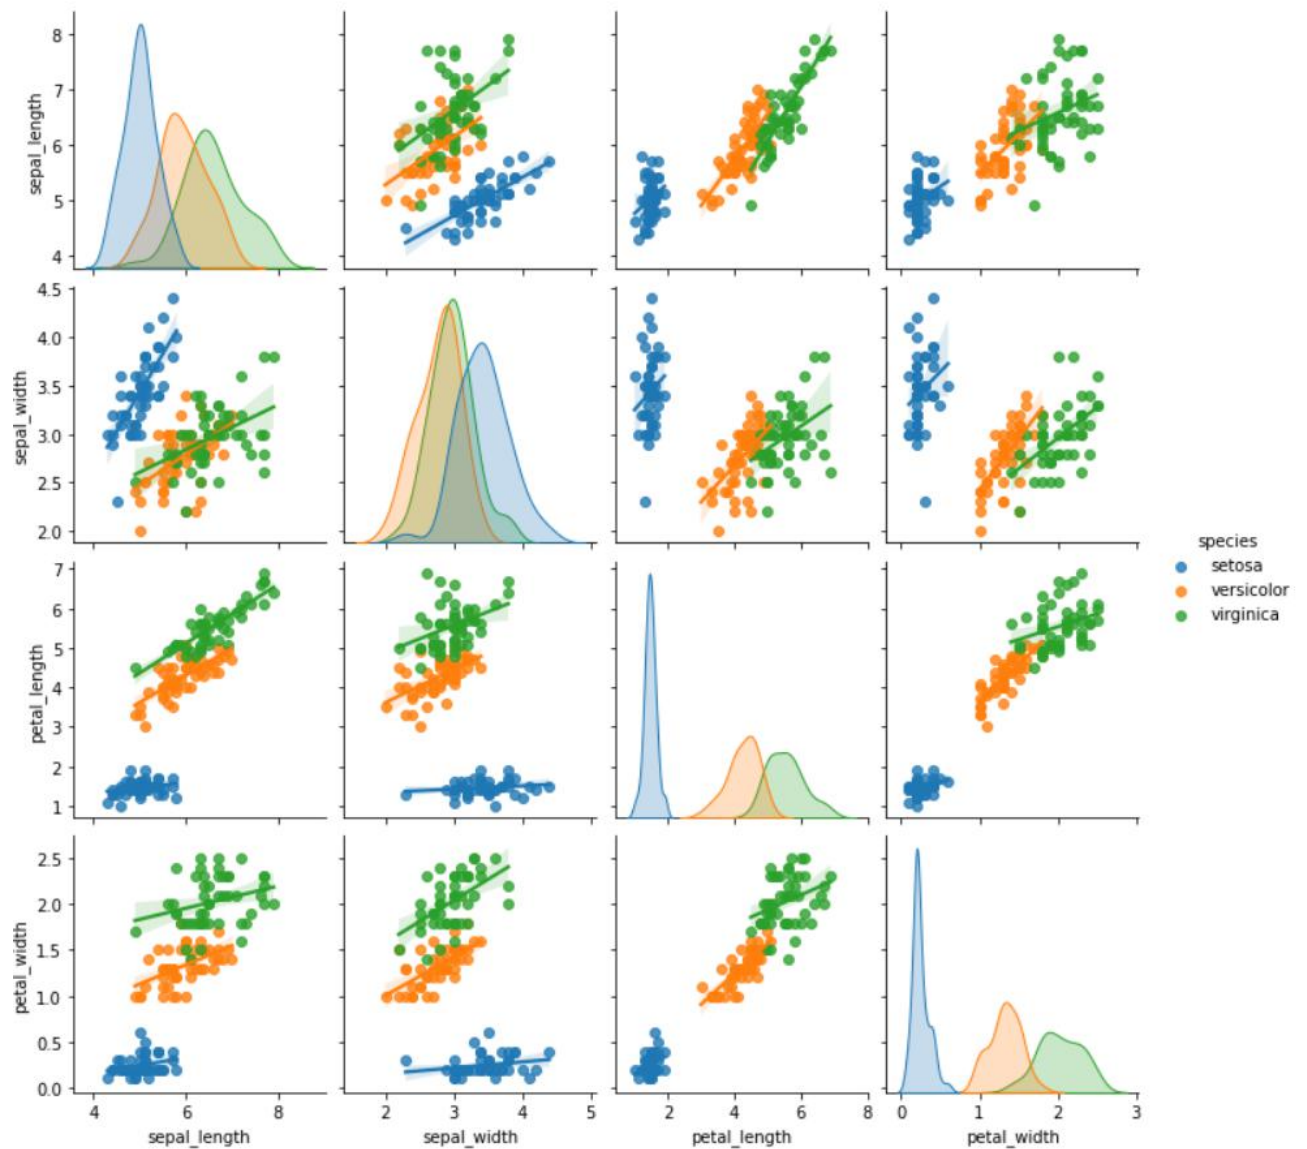 8
7
6
5
4
sepal_length
4.5
4.0
3.5
3.0
2.5
2.0
sepal_width
species
setosa
versicolor
virginica
7
6
5
4
3
2
1
petal_length
2.5
2.0
1.5
1.0
0.5
0.0
petal_width
4 6 8
2 3 4 5
2 4 6 8
0 1 2 3
sepal_length
sepal_width
petal_length
petal_width